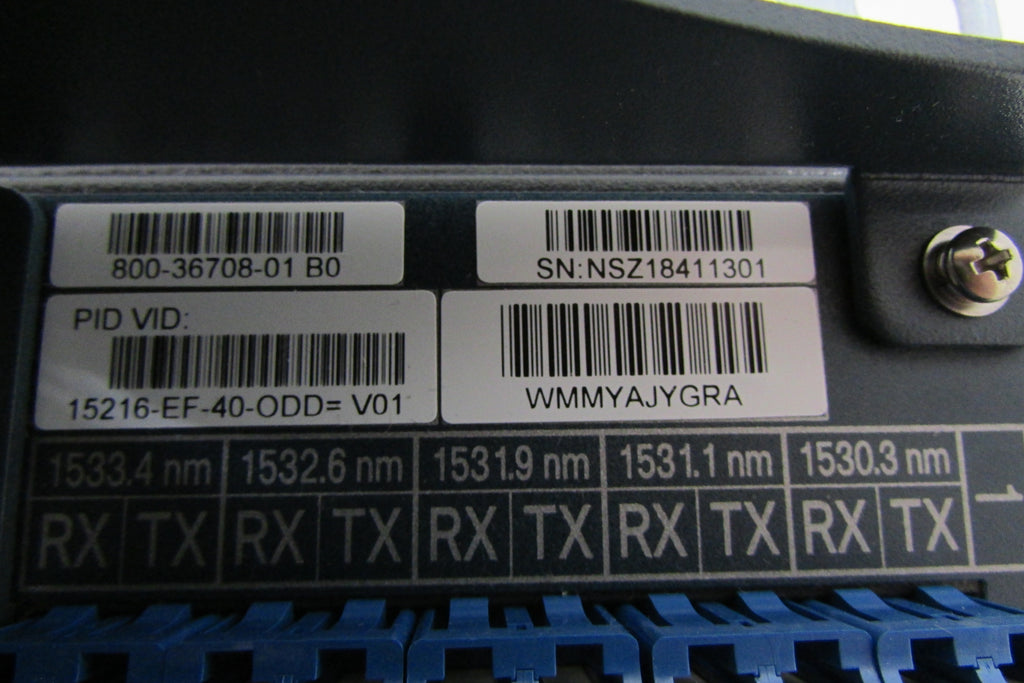 800-36708-01 B0
SN:NSZ18411301
PID VID:
15216-EF-40-ODD= V01
WMMYAJYGRA
1533.4 nm 1532.6 nm 1531.9 nm 1531.1 nm 1530.3 nm
RX TX RX TX RX TX RX TX RX TX
1